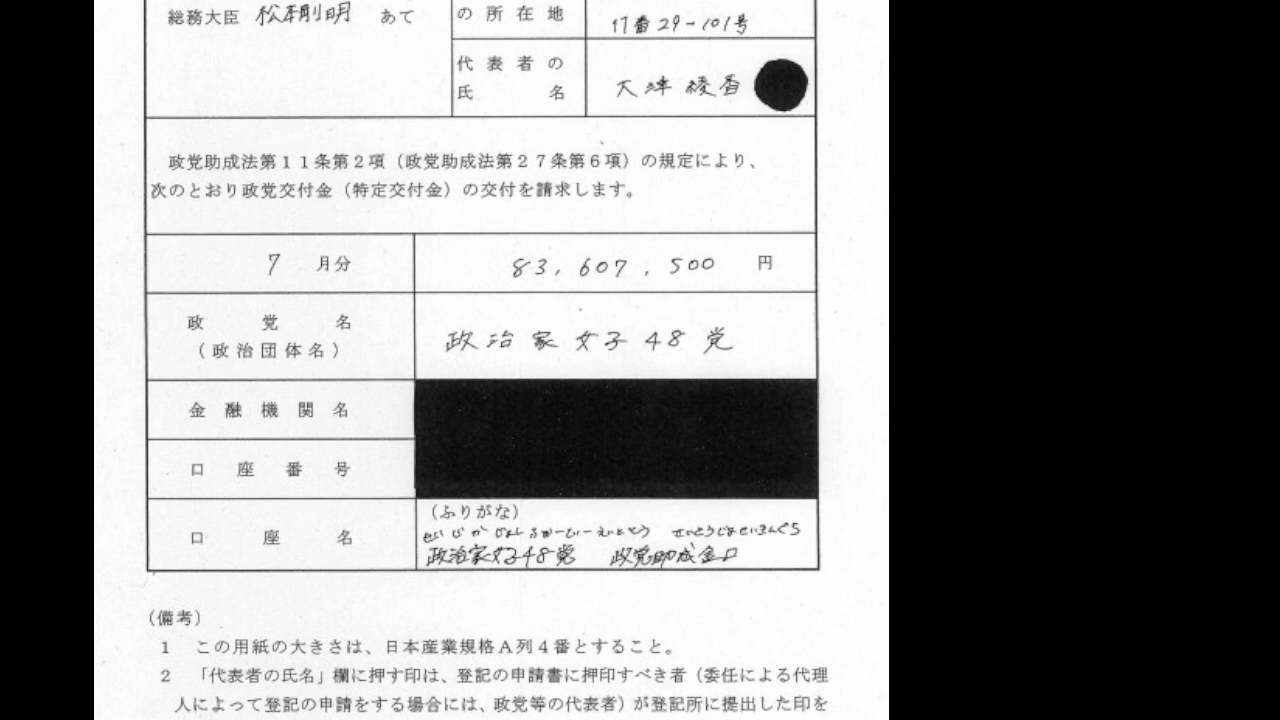 総務大臣 松本剛明 あて
の所在地
17番29-101号
代表者の
氏名
大津綾香
政党助成法第11条第2項（政党助成法第27条第6項）の規定により、
次のとおり政党交付金（特定交付金）の交付を請求します。
7 月分
83,607,500 円
政党名
（政治団体名）
政治家女子48党
金融機関名
口座番号
口座名
（ふりがな）
せいじかじょしふぉーてぃーえいととう
政治家女子48党 政党助成金口
（備考）
1 この用紙の大きさは、日本産業規格A列4番とすること。
2 「代表者の氏名」欄に押す印は、登記の申請書に押印すべき者（委任による代理
人によって登記の申請をする場合には、政党等の代表者）が登記所に提出した印を